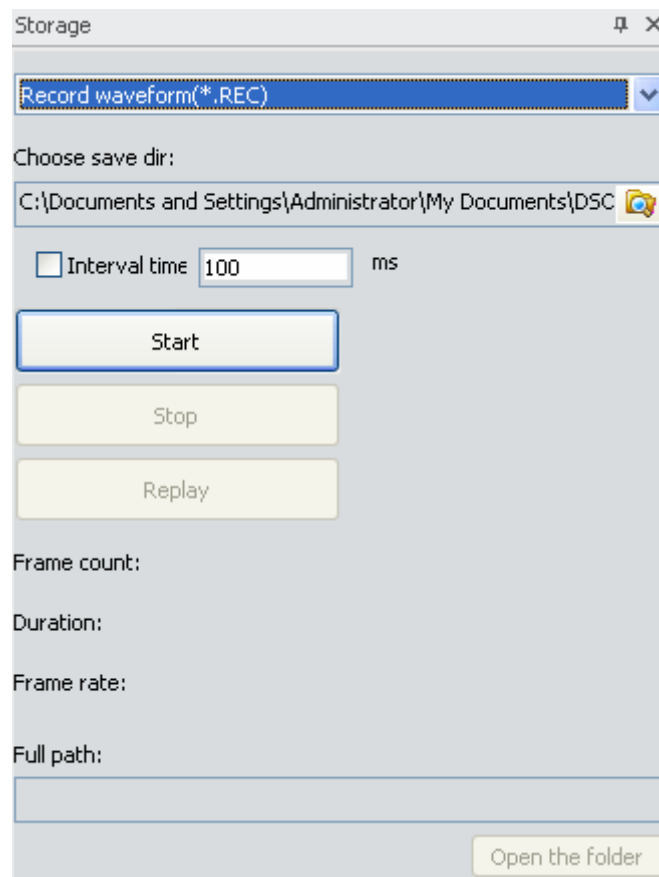 Storage
Record waveform(*.REC)
Choose save dir:
C:\Documents and Settings\Administrator\My Documents\DSC
Interval time 100 ms
Start
Stop
Replay
Frame count:
Duration:
Frame rate:
Full path:
Open the folder